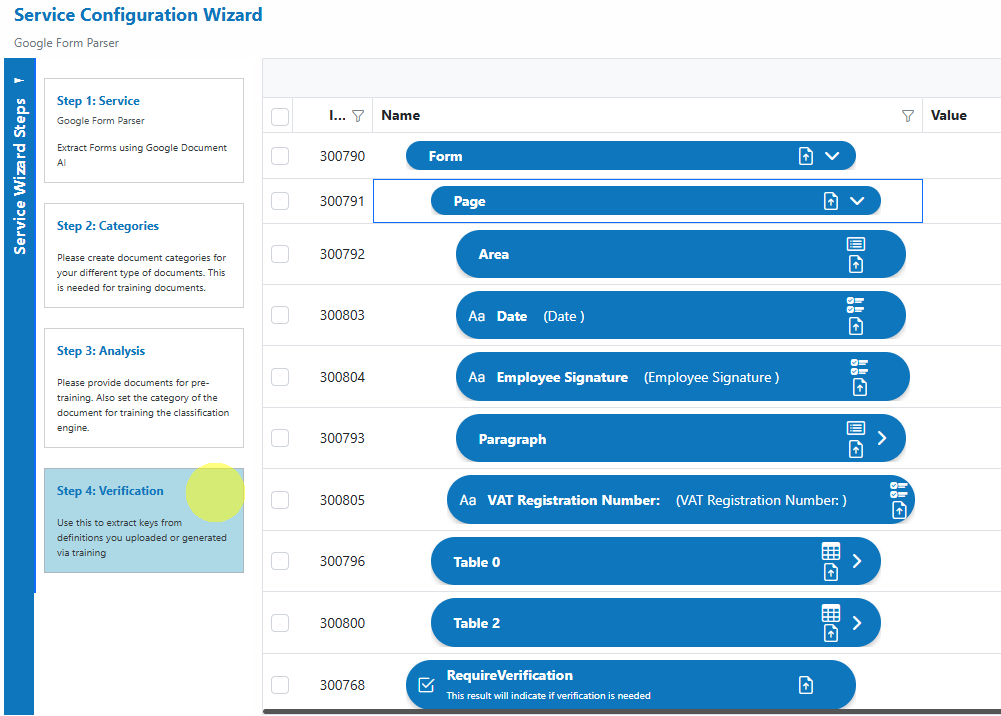 Service Configuration Wizard
Google Form Parser
Service Wizard Steps
Step 1: Service
Google Form Parser
Extract Forms using Google Document
AI
Step 2: Categories
Please create document categories for
your different type of documents. This
is needed for training documents.
Step 3: Analysis
Please provide documents for pre-
training. Also set the category of the
document for training the classification
engine.
Step 4: Verification
Use this to extract keys from
definitions you uploaded or generated
via training
I... Name Value
300790 Form
300791 Page
300792 Area
300803 Aa Date (Date )
300804 Aa Employee Signature (Employee Signature )
300793 Paragraph
300805 Aa VAT Registration Number: (VAT Registration Number: )
300796 Table 0
300800 Table 2
300768 RequireVerification
This result will indicate if verification is needed